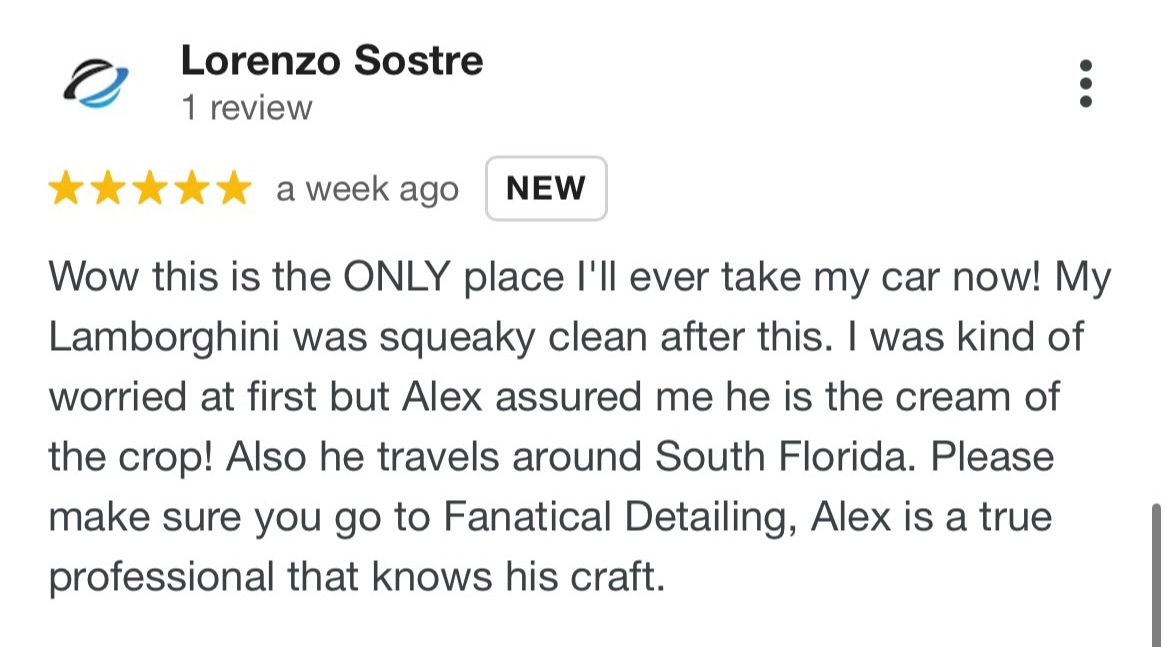 Lorenzo Sostre
1 review
a week ago NEW
Wow this is the ONLY place I'll ever take my car now! My
Lamborghini was squeaky clean after this. I was kind of
worried at first but Alex assured me he is the cream of
the crop! Also he travels around South Florida. Please
make sure you go to Fanatical Detailing, Alex is a true
professional that knows his craft.